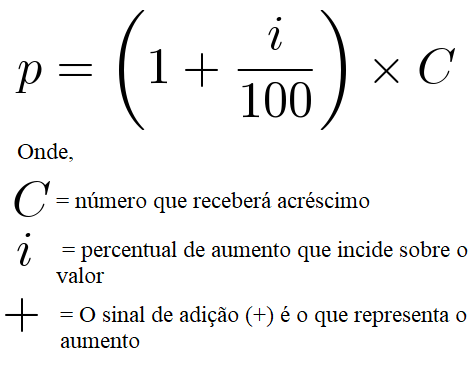 p = (1 + i/100) × C
Onde,
C = número que receberá acréscimo
i = percentual de aumento que incide sobre o
valor
+ = O sinal de adição (+) é o que representa o
aumento